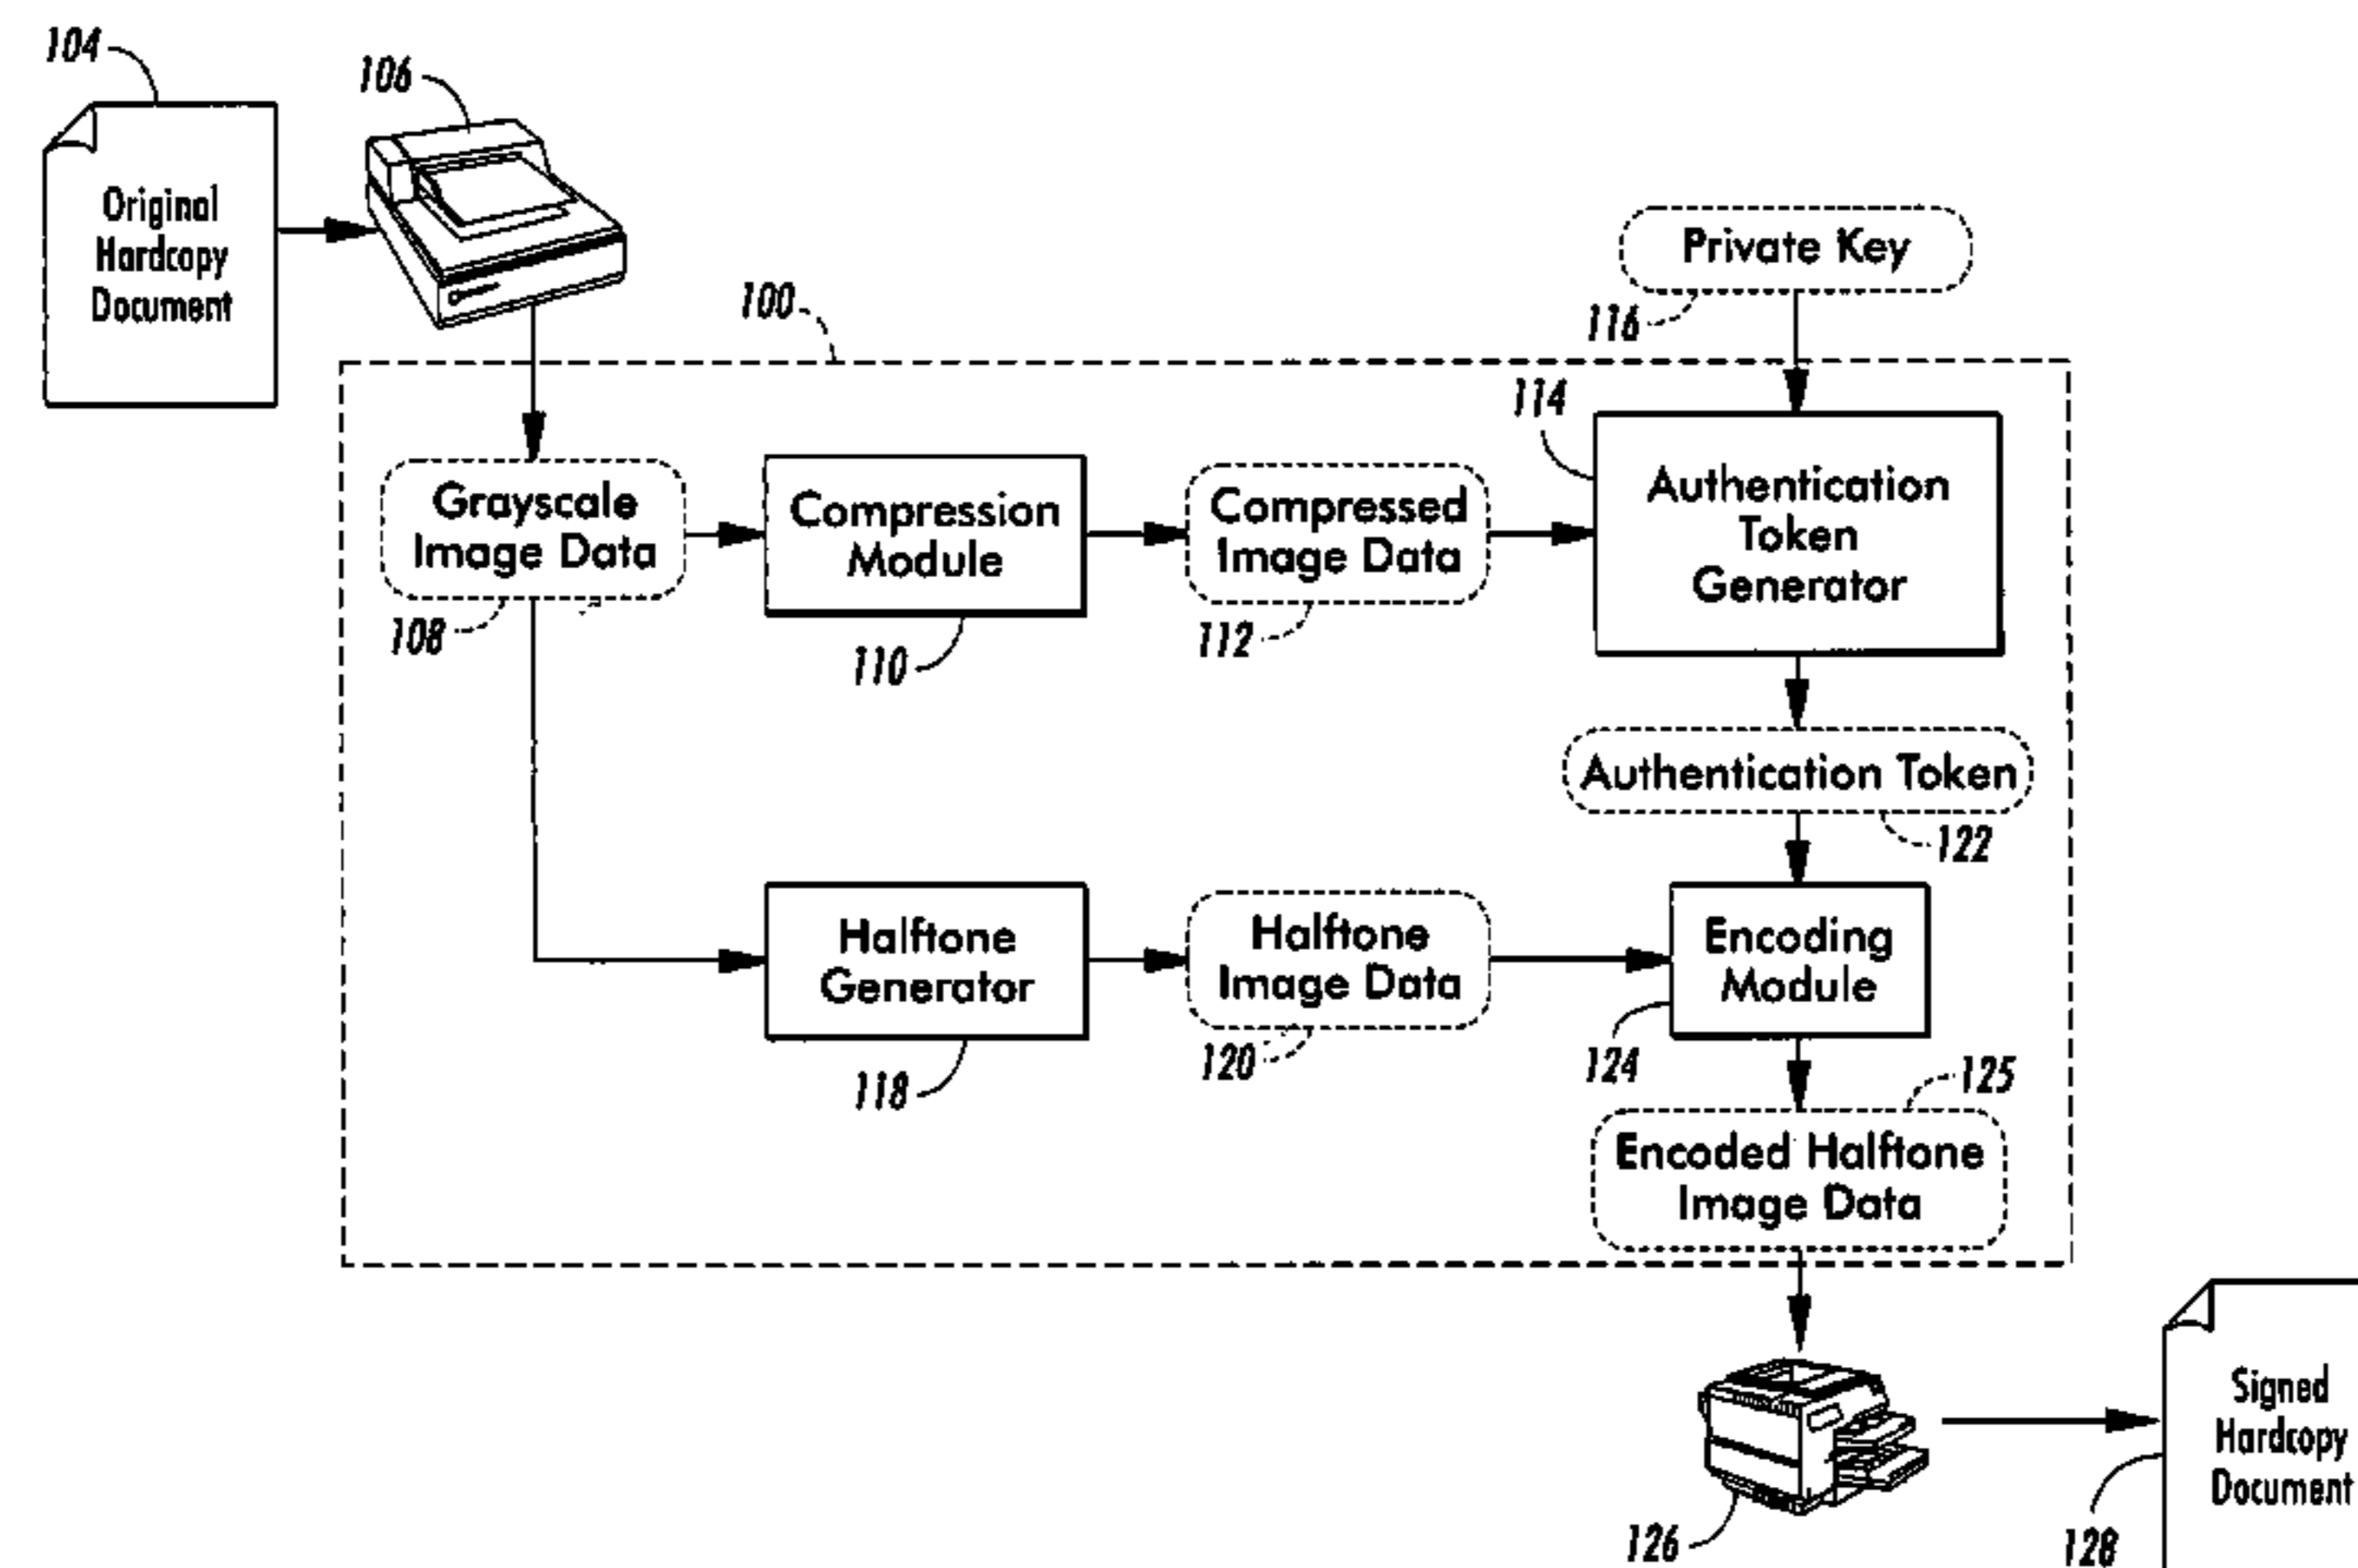 104
106
Original
Hardcopy
Document
Private Key
116
100
114
Grayscale
Image Data
108
Compression
Module
110
Compressed
Image Data
112
Authentication
Token
Generator
Authentication Token
122
Halftone
Generator
118
Halftone
Image Data
120
Encoding
Module
124
125
Encoded Halftone
Image Data
126
Signed
Hardcopy
Document
128